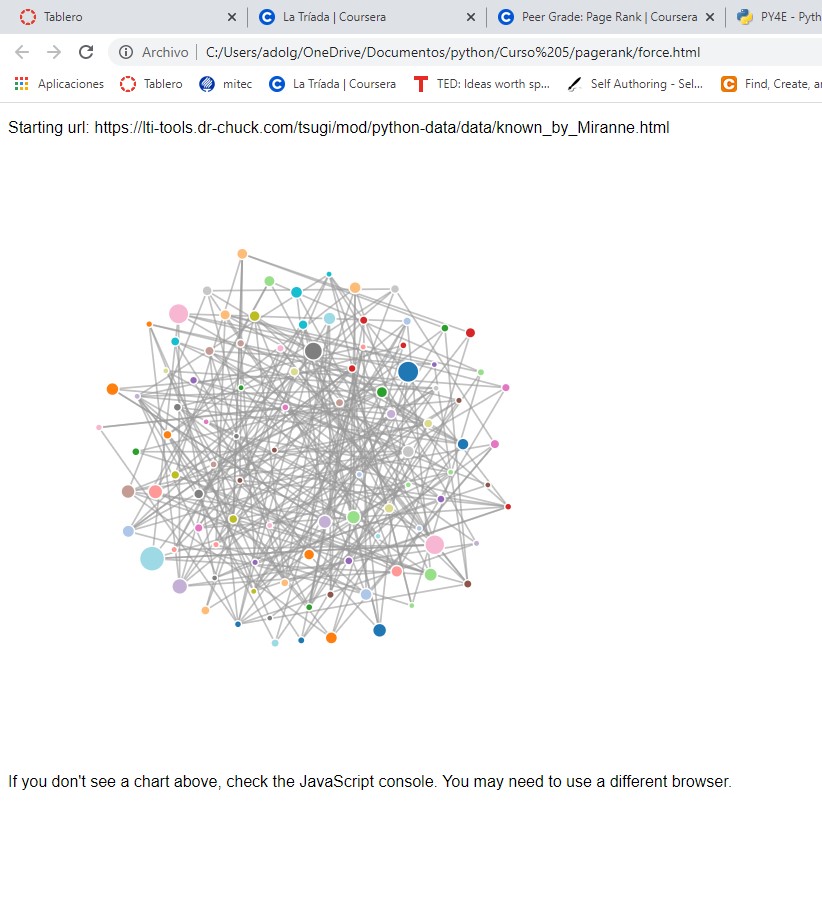 Tablero
La Tríada | Coursera
Peer Grade: Page Rank | Coursera
PY4E - Pyth
Archivo | C:/Users/adolg/OneDrive/Documentos/python/Curso%205/pagerank/force.html
Aplicaciones Tablero mitec La Tríada | Coursera TED: Ideas worth sp... Self Authoring - Sel... Find, Create, a
Starting url: https://lti-tools.dr-chuck.com/tsugi/mod/python-data/data/known_by_Miranne.html
If you don't see a chart above, check the JavaScript console. You may need to use a different browser.